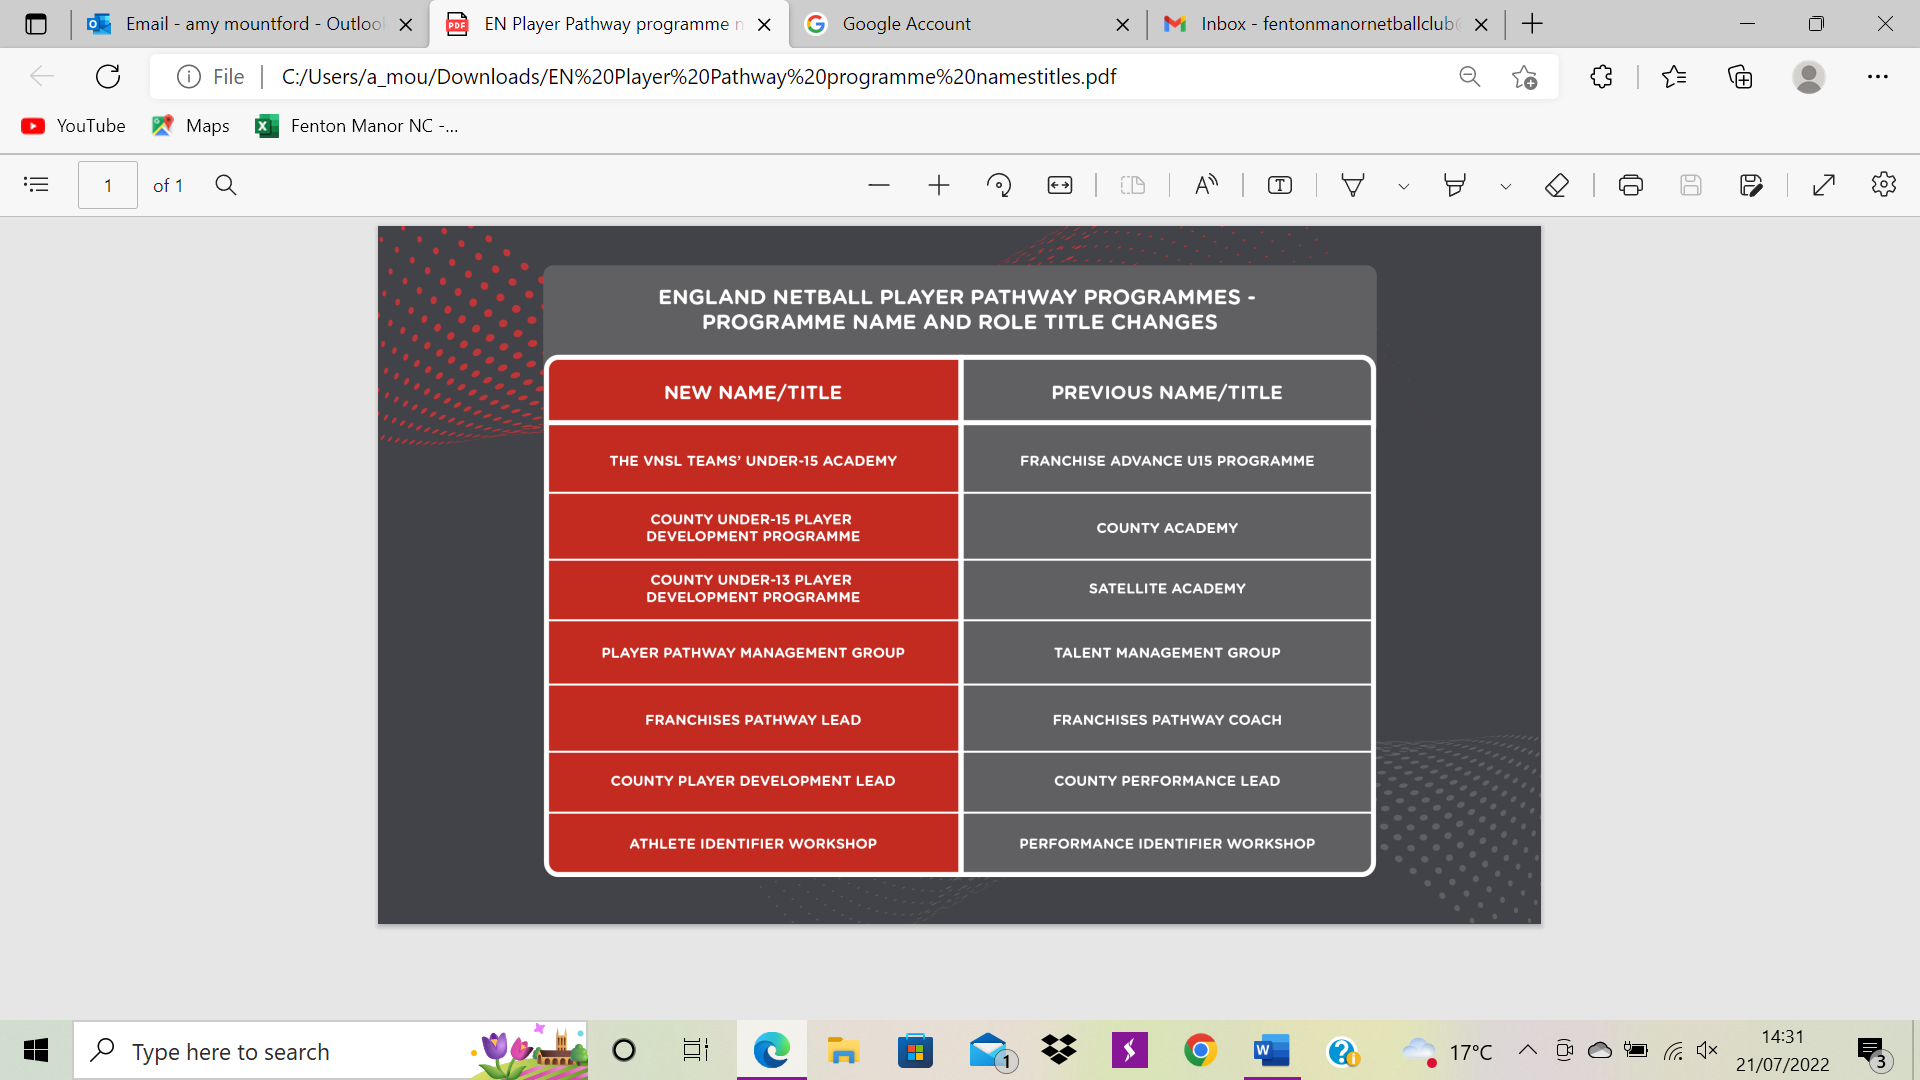 Email - amy mountford - Outlool
EN Player Pathway programme n
Google Account
Inbox - fentonmanornetballclub
File
C:/Users/a_mou/Downloads/EN%20Player%20Pathway%20programme%20namestitles.pdf
YouTube
Maps
Fenton Manor NC -...
1 of 1
ENGLAND NETBALL PLAYER PATHWAY PROGRAMMES -
PROGRAMME NAME AND ROLE TITLE CHANGES
NEW NAME/TITLE
PREVIOUS NAME/TITLE
THE VNSL TEAMS' UNDER-15 ACADEMY
FRANCHISE ADVANCE U15 PROGRAMME
COUNTY UNDER-15 PLAYER
DEVELOPMENT PROGRAMME
COUNTY ACADEMY
COUNTY UNDER-13 PLAYER
DEVELOPMENT PROGRAMME
SATELLITE ACADEMY
PLAYER PATHWAY MANAGEMENT GROUP
TALENT MANAGEMENT GROUP
FRANCHISES PATHWAY LEAD
FRANCHISES PATHWAY COACH
COUNTY PLAYER DEVELOPMENT LEAD
COUNTY PERFORMANCE LEAD
ATHLETE IDENTIFIER WORKSHOP
PERFORMANCE IDENTIFIER WORKSHOP
Type here to search
1
17°C
14:31
21/07/2022
3